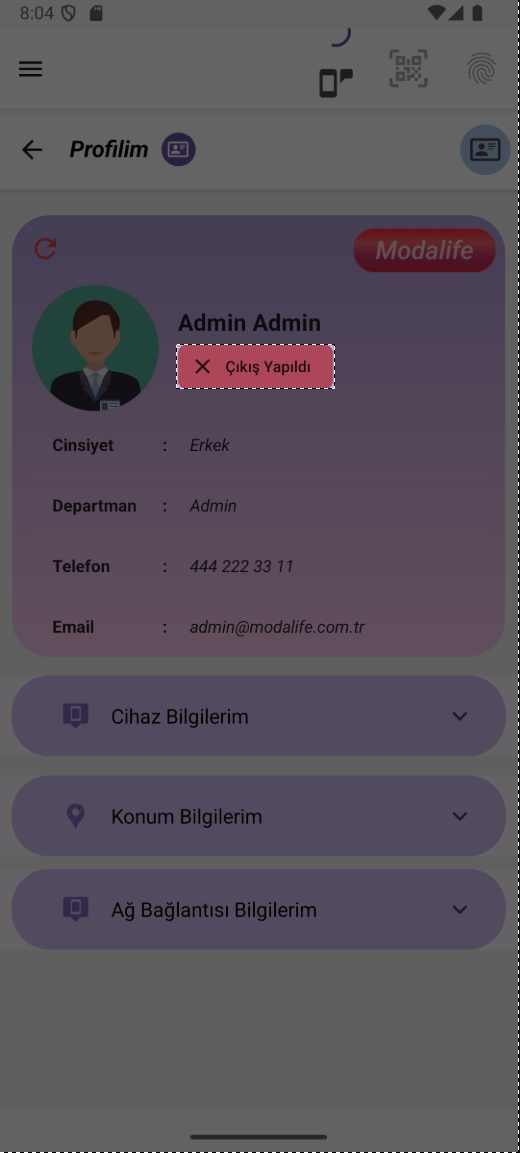 8:04
Profilim
Modalife
Admin Admin
Çıkış Yapıldı
Cinsiyet : Erkek
Departman : Admin
Telefon : 444 222 33 11
Email : admin@modalife.com.tr
Cihaz Bilgilerim
Konum Bilgilerim
Ağ Bağlantısı Bilgilerim